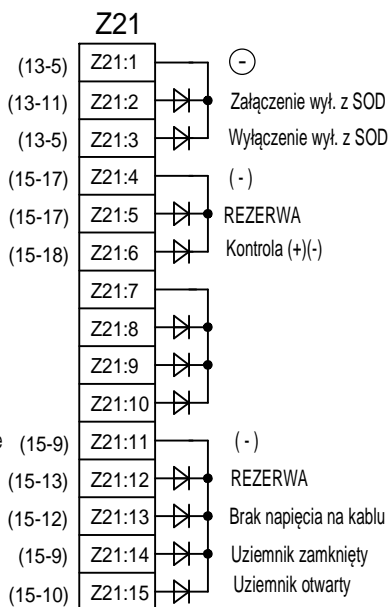 Z21
(13-5) Z21:1 -
(13-11) Z21:2 Załączenie wył. z SOD
(13-5) Z21:3 Wyłączenie wył. z SOD
(15-17) Z21:4 (-)
(15-17) Z21:5 REZERWA
(15-18) Z21:6 Kontrola (+)(-)
Z21:7
Z21:8
Z21:9
Z21:10
e (15-9) Z21:11 (-)
(15-13) Z21:12 REZERWA
(15-12) Z21:13 Brak napięcia na kablu
(15-9) Z21:14 Uziemnik zamknięty
(15-10) Z21:15 Uziemnik otwarty